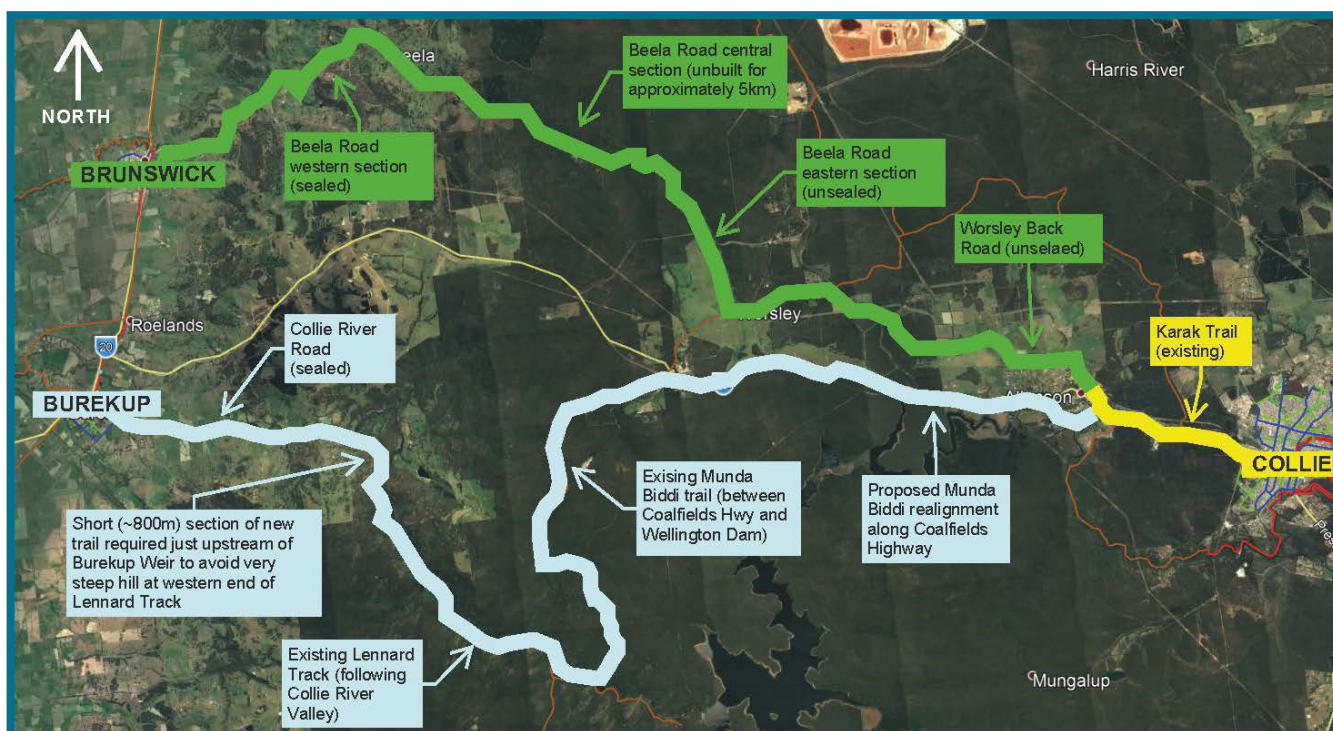 NORTH
eela
Beela Road central
section (unbuilt for
approximately 5km)
Harris River
BRUNSWICK
Beela Road
western section
(sealed)
Beela Road
eastern section
(unsealed)
Worsley Back
Road (unselaed)
Roelands
20
Collie River
Road
(sealed)
Karak Trail
(existing)
BUREKUP
COLLIE
Exising Munda
Biddi trail (between
Coalfields Hwy and
Wellington Dam)
Proposed Munda
Biddi realignment
along Coalfields
Highway
Short (~800m) section of new
trail required just upstream of
Burekup Weir to avoid very
steep hill at western end of
Lennard Track
Existing Lennard
Track (following
Collie River
Valley)
Mungalup